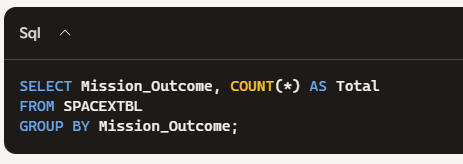 Sql
SELECT Mission_Outcome, COUNT(*) AS Total
FROM SPACEXTBL
GROUP BY Mission_Outcome;